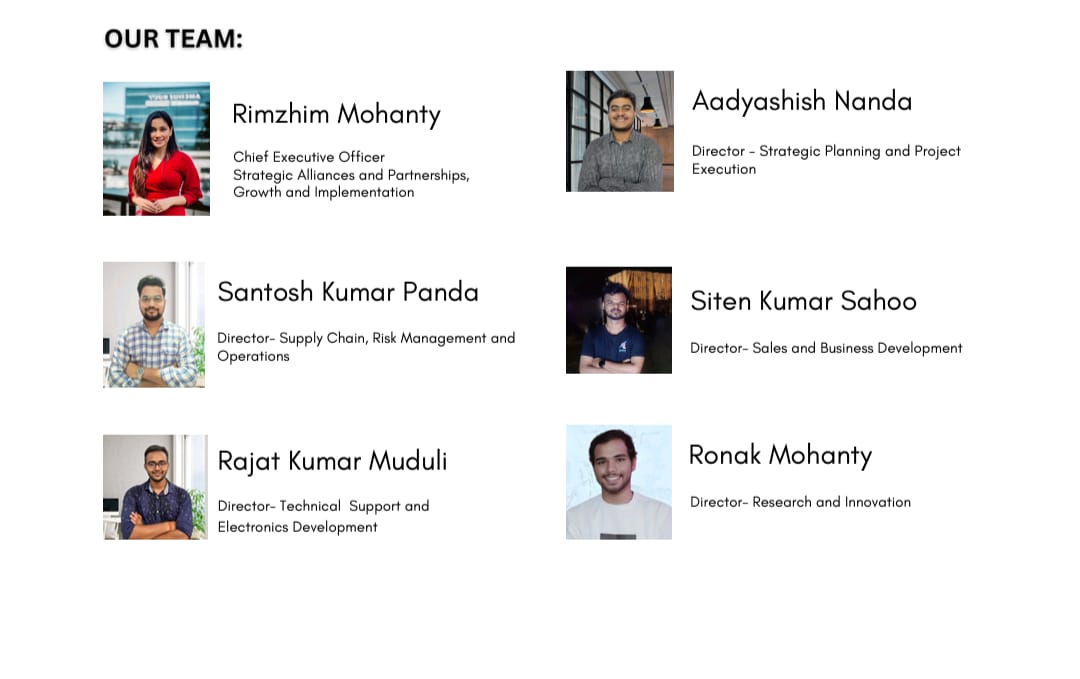 OUR TEAM:
Rimzhim Mohanty
Chief Executive Officer
Strategic Alliances and Partnerships,
Growth and Implementation
Aadyashish Nanda
Director - Strategic Planning and Project
Execution
Santosh Kumar Panda
Director- Supply Chain, Risk Management and
Operations
Siten Kumar Sahoo
Director- Sales and Business Development
Rajat Kumar Muduli
Director- Technical  Support and
Electronics Development
Ronak Mohanty
Director- Research and Innovation